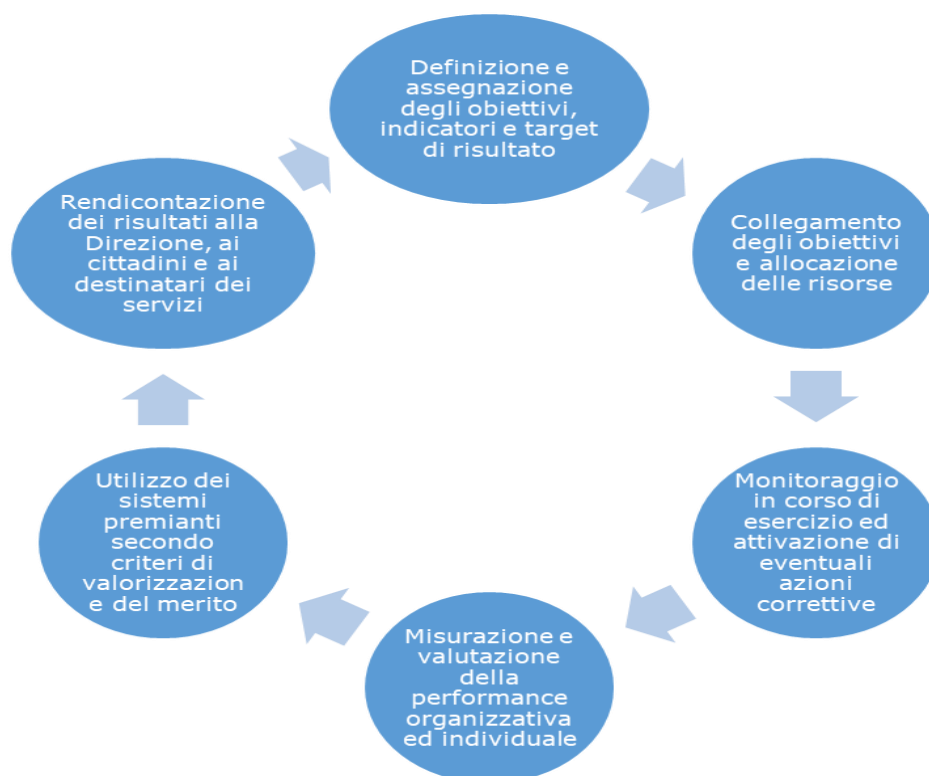 Definizione e
assegnazione
degli obiettivi,
indicatori e target
di risultato
Collegamento
degli obiettivi
e allocazione
delle risorse
Monitoraggio
in corso di
esercizio ed
attivazione di
eventuali
azioni
correttive
Misurazione e
valutazione
della
performance
organizzativa
ed individuale
Utilizzo dei
sistemi
premianti
secondo
criteri di
valorizzazion
e del merito
Rendicontazione
dei risultati alla
Direzione, ai
cittadini e ai
destinatari dei
servizi